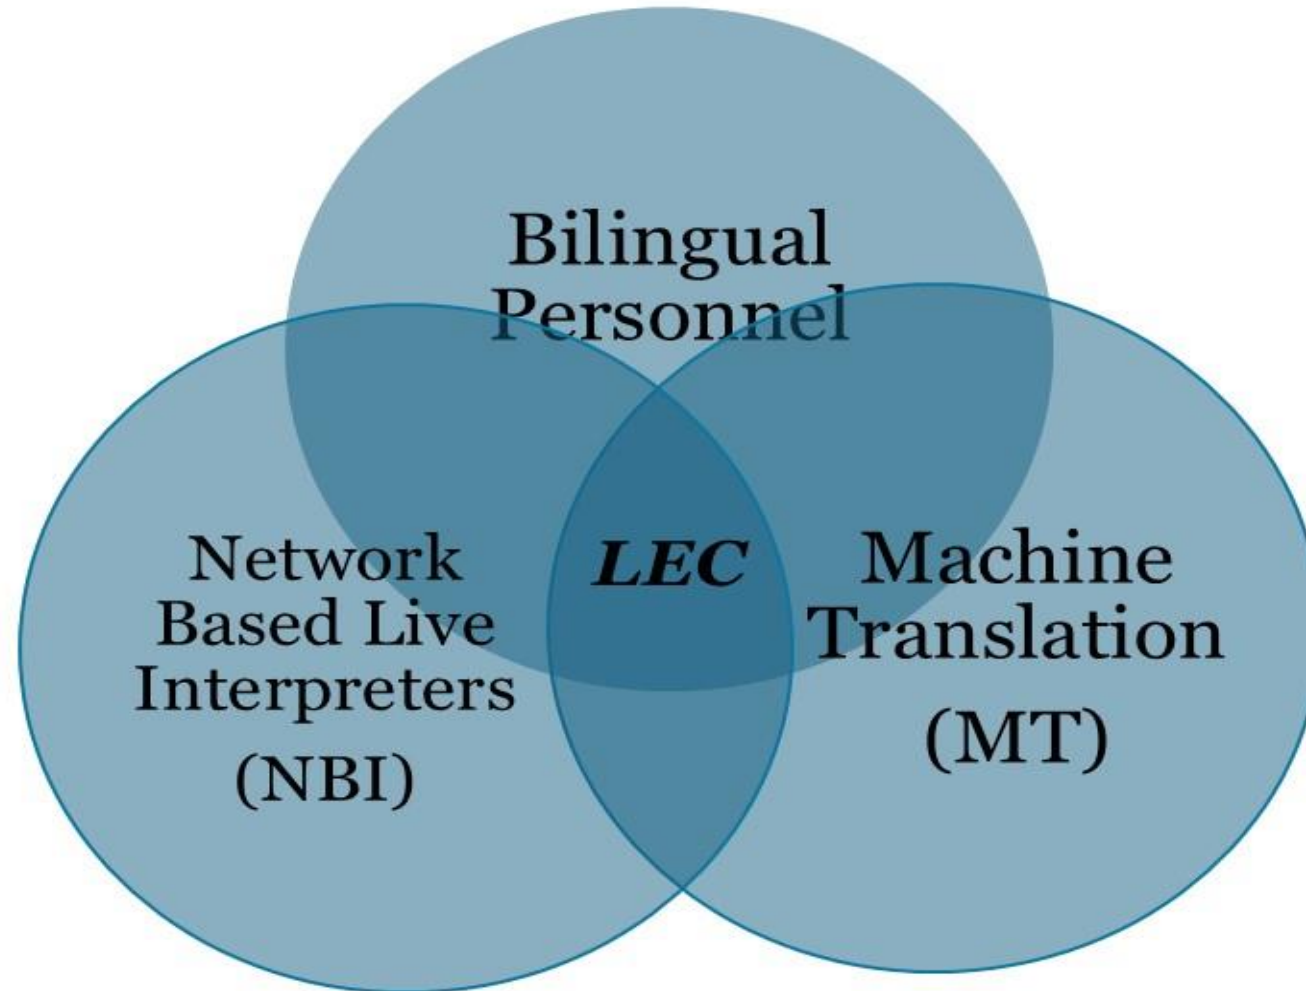 Bilingual
Personnel
Network
Based Live
Interpreters
(NBI)
LEC
Machine
Translation
(MT)